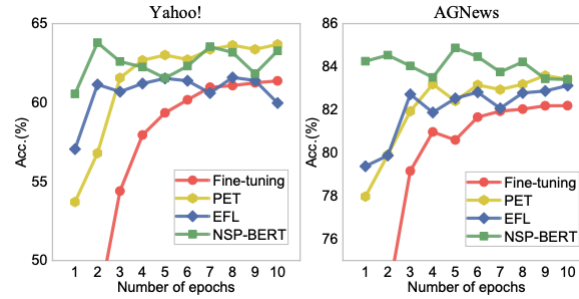 Yahoo!
65
60
55
50
Acc.(%)
Fine-tuning
PET
EFL
NSP-BERT
1 2 3 4 5 6 7 8 9 10
Number of epochs
AGNews
86
84
82
80
78
76
Acc.(%)
Fine-tuning
PET
EFL
NSP-BERT
1 2 3 4 5 6 7 8 9 10
Number of epochs